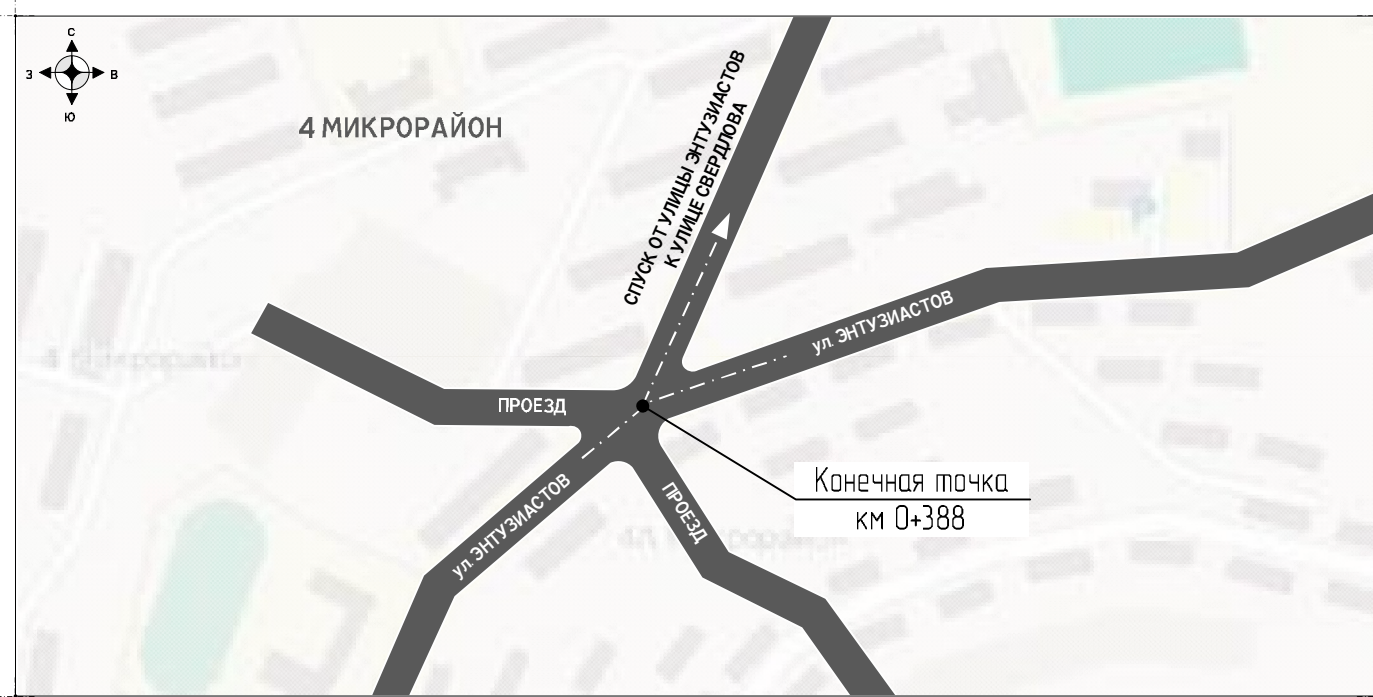 С
З
В
Ю
4 МИКРОРАЙОН
СПУСК ОТ УЛИЦЫ ЭНТУЗИАСТОВ
К УЛИЦЕ СВЕРДЛОВА
ул. ЭНТУЗИАСТОВ
ПРОЕЗД
Конечная точка
км 0+388
ул. ЭНТУЗИАСТОВ
ПРОЕЗД